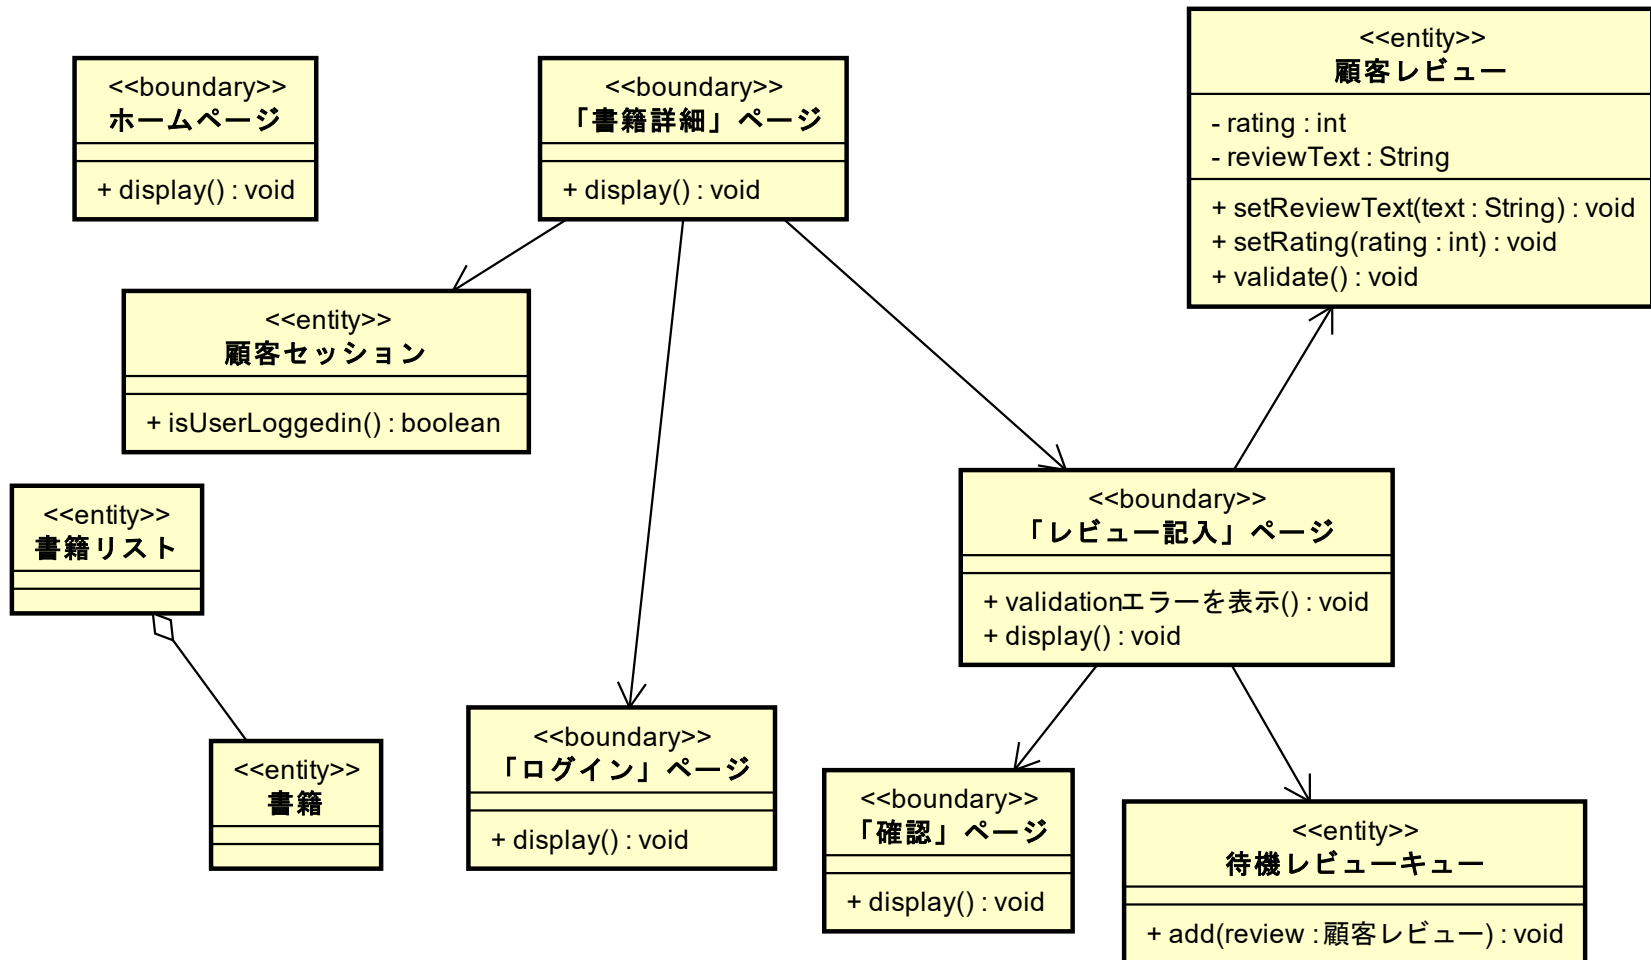 <<boundary>>
ホームページ
+ display() : void
<<boundary>>
「書籍詳細」ページ
+ display() : void
<<entity>>
顧客レビュー
- rating : int
- reviewText : String
+ setReviewText(text : String) : void
+ setRating(rating : int) : void
+ validate() : void
<<entity>>
顧客セッション
+ isUserLoggedin() : boolean
<<entity>>
書籍リスト
<<boundary>>
「レビュー記入」ページ
+ validationエラーを表示() : void
+ display() : void
<<entity>>
書籍
<<boundary>>
「ログイン」ページ
+ display() : void
<<boundary>>
「確認」ページ
+ display() : void
<<entity>>
待機レビューキュー
+ add(review : 顧客レビュー) : void